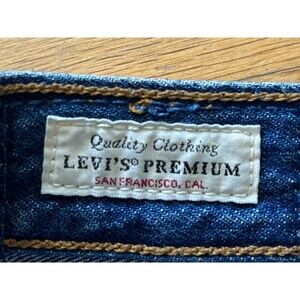 Quality Clothing
LEVI'S® PREMIUM
SAN FRANCISCO, CAL.